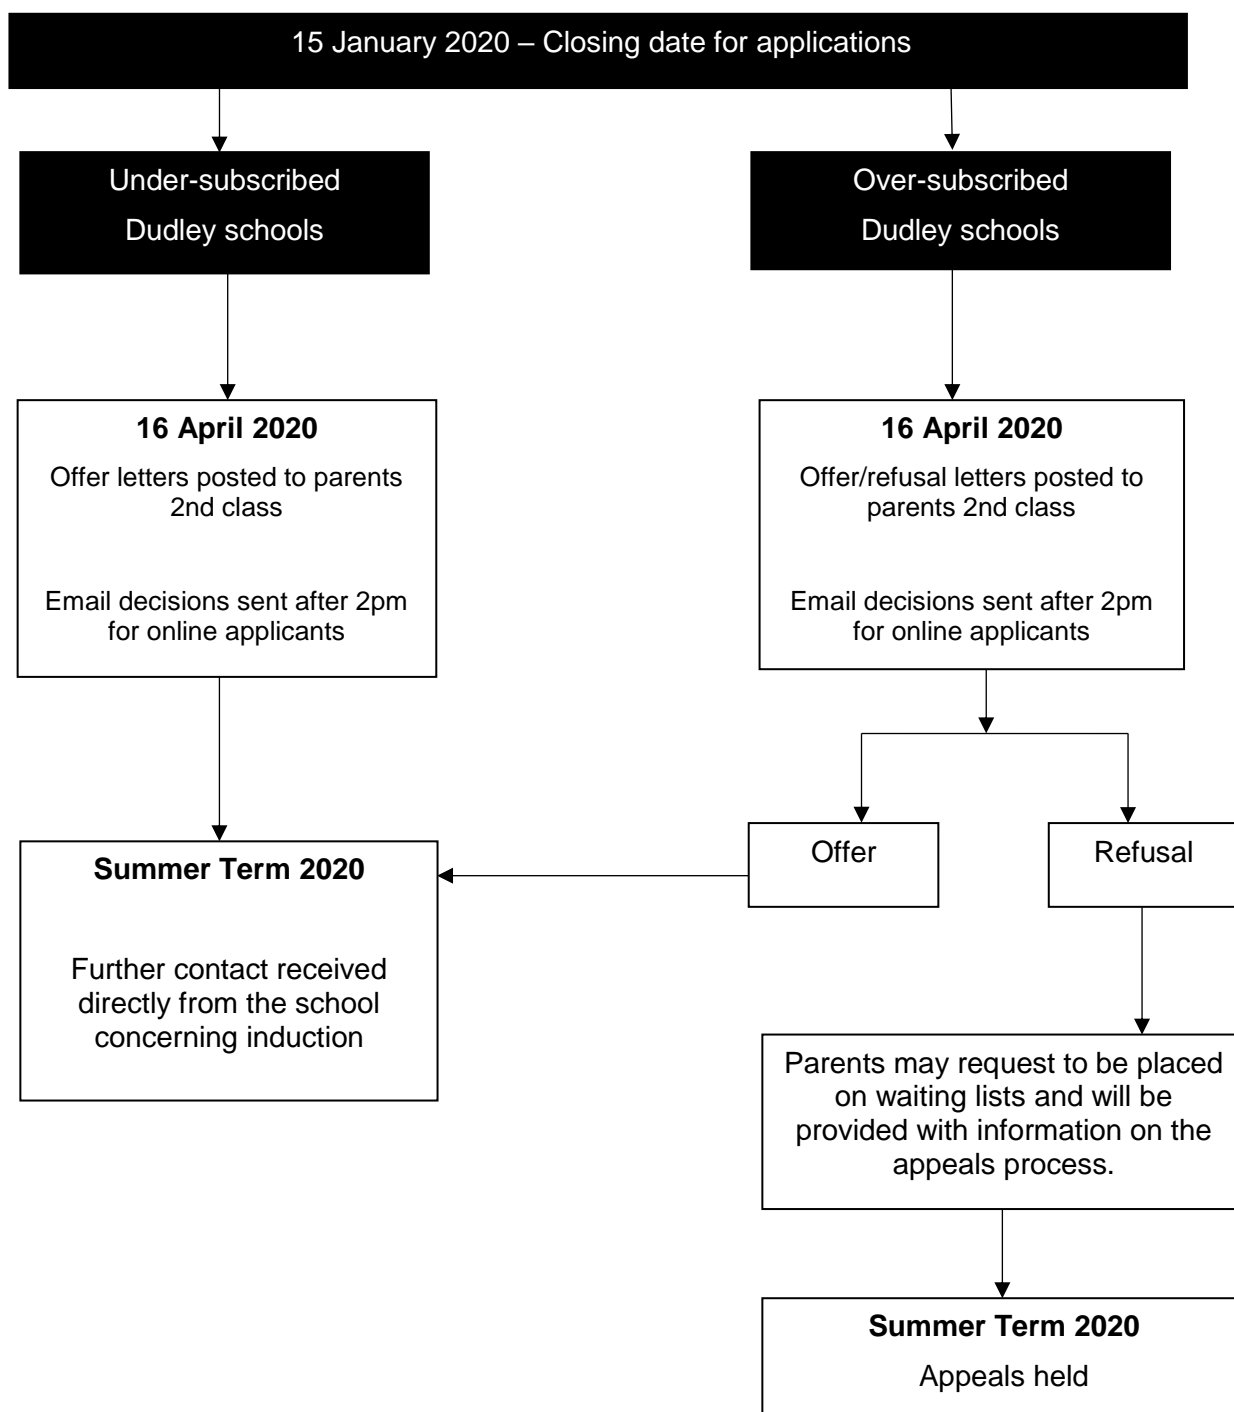 15 January 2020 – Closing date for applications
Under-subscribed
Dudley schools
Over-subscribed
Dudley schools
16 April 2020
Offer letters posted to parents
2nd class
Email decisions sent after 2pm
for online applicants
16 April 2020
Offer/refusal letters posted to
parents 2nd class
Email decisions sent after 2pm
for online applicants
Offer
Refusal
Summer Term 2020
Further contact received
directly from the school
concerning induction
Parents may request to be placed
on waiting lists and will be
provided with information on the
appeals process.
Summer Term 2020
Appeals held